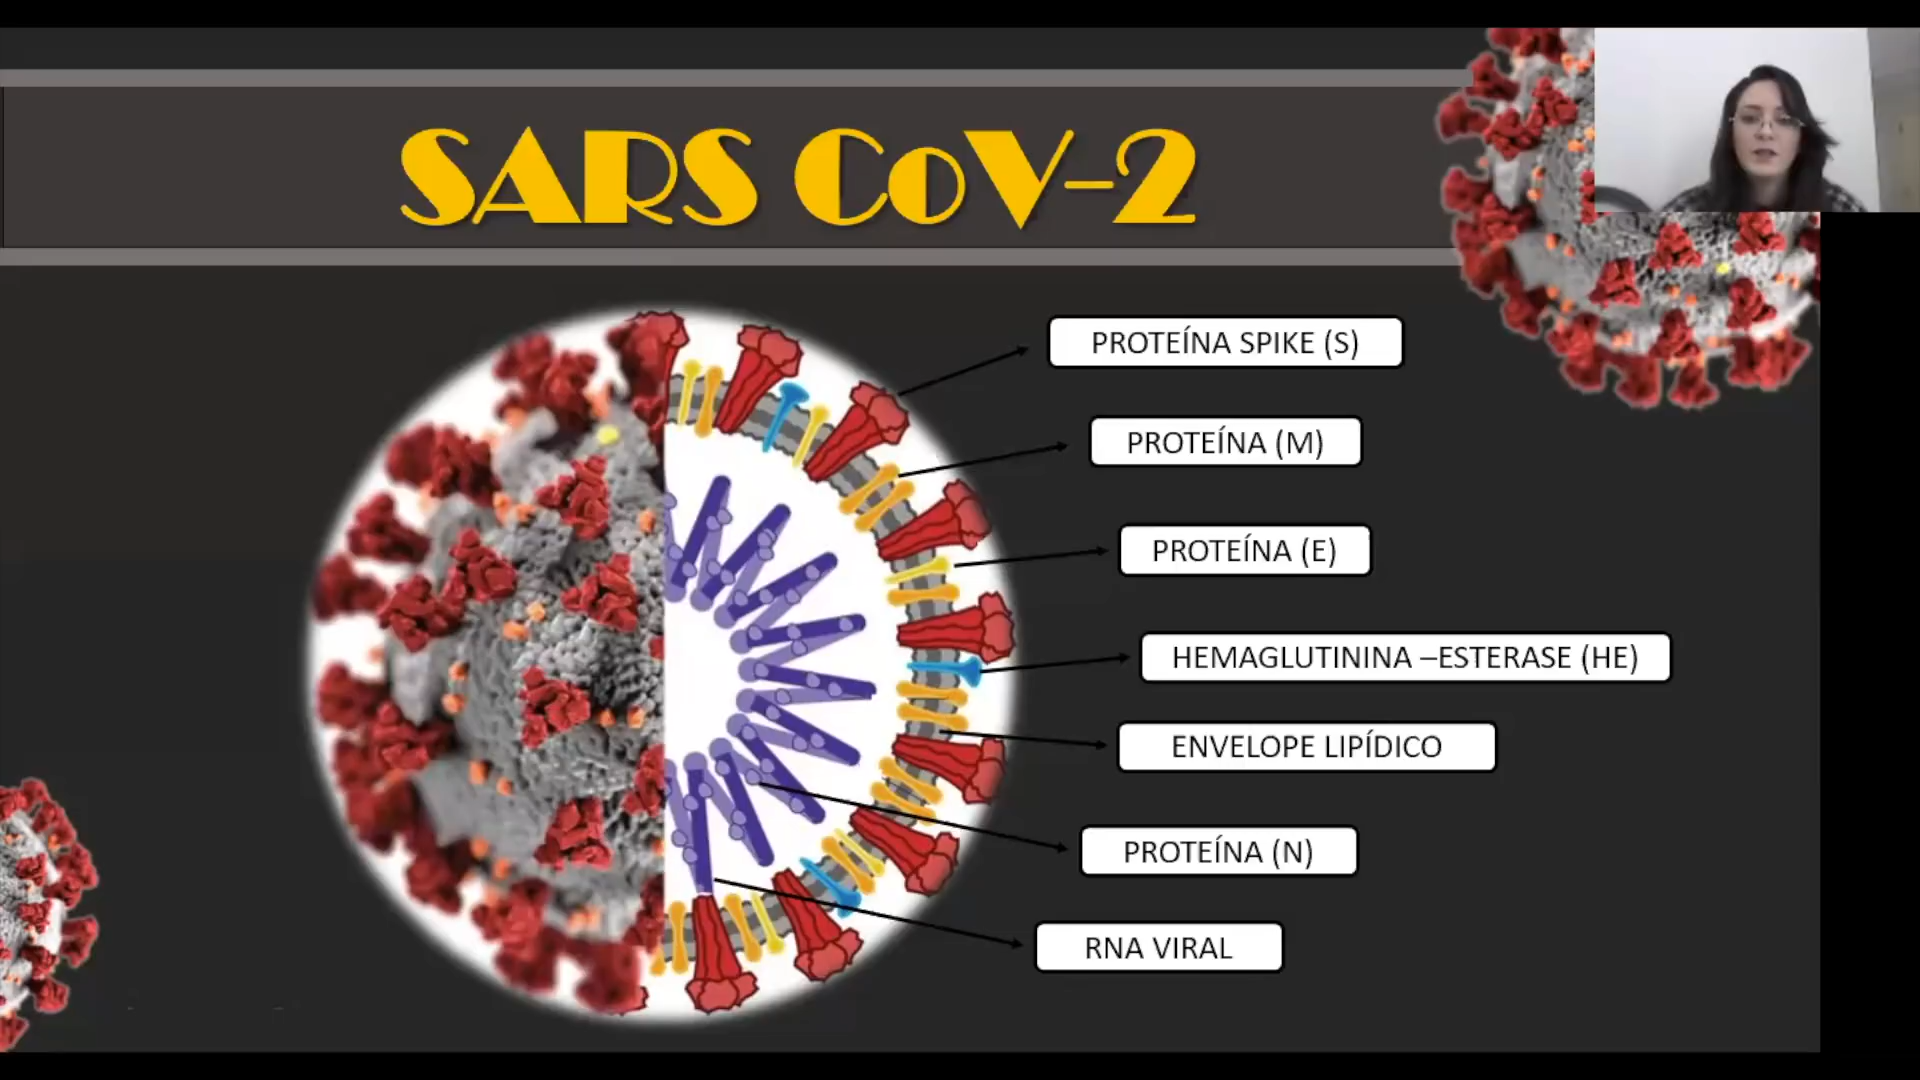 SARS CoV-2
PROTEÍNA SPIKE (S)
PROTEÍNA (M)
PROTEÍNA (E)
HEMAGLUTININA –ESTERASE (HE)
ENVELOPE LIPÍDICO
PROTEÍNA (N)
RNA VIRAL